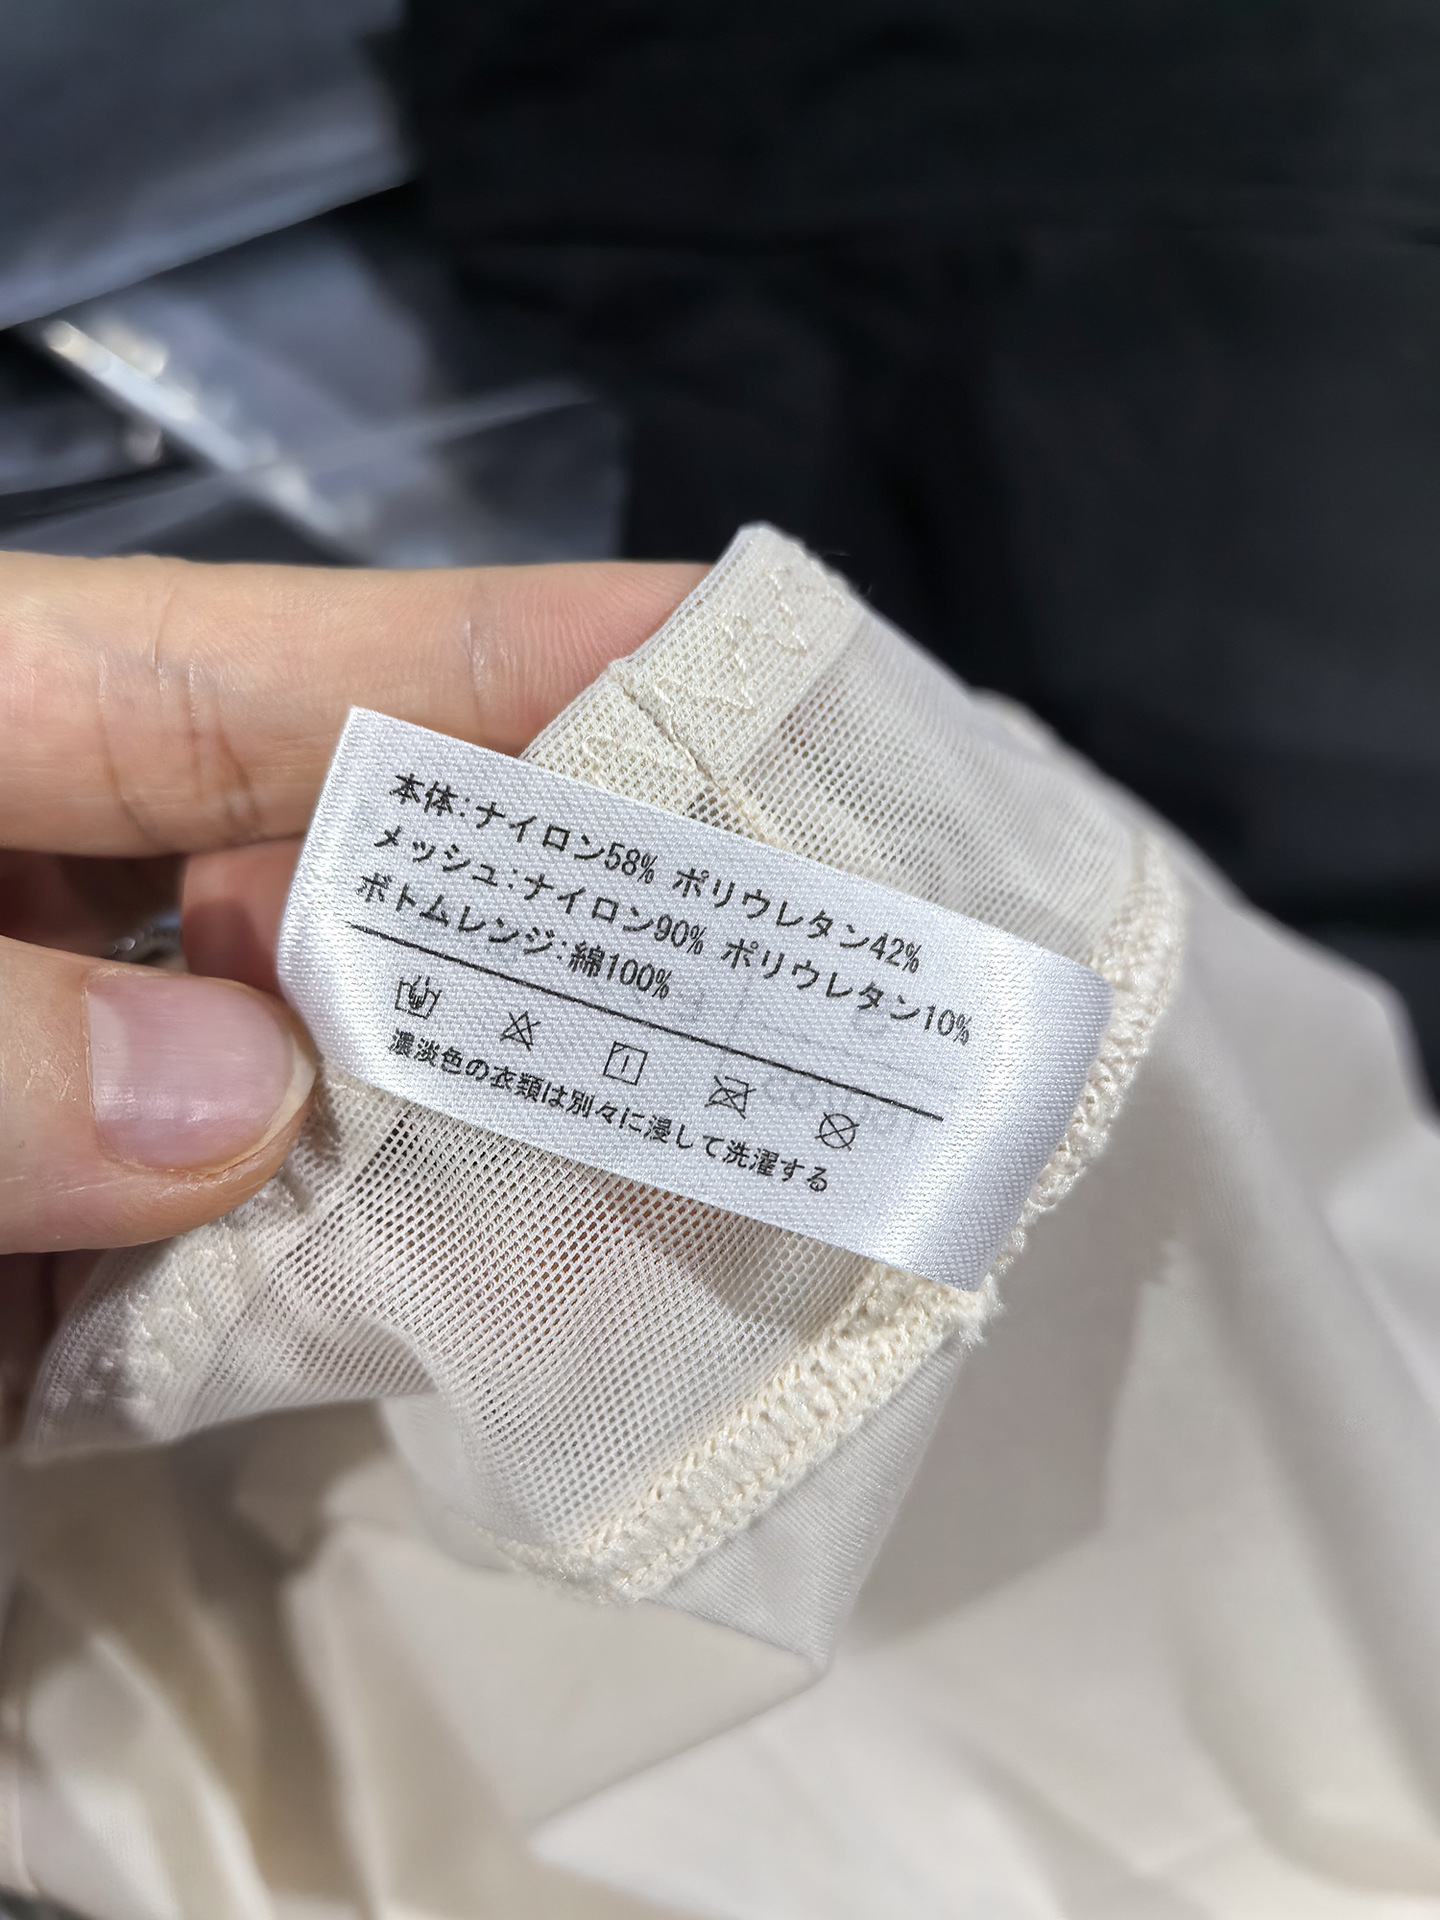 本体:ナイロン58% ポリウレタン42%
メッシュ:ナイロン90% ポリウレタン10%
ボトムレンジ:綿100%
濃淡色の衣類は別々に浸して洗濯する